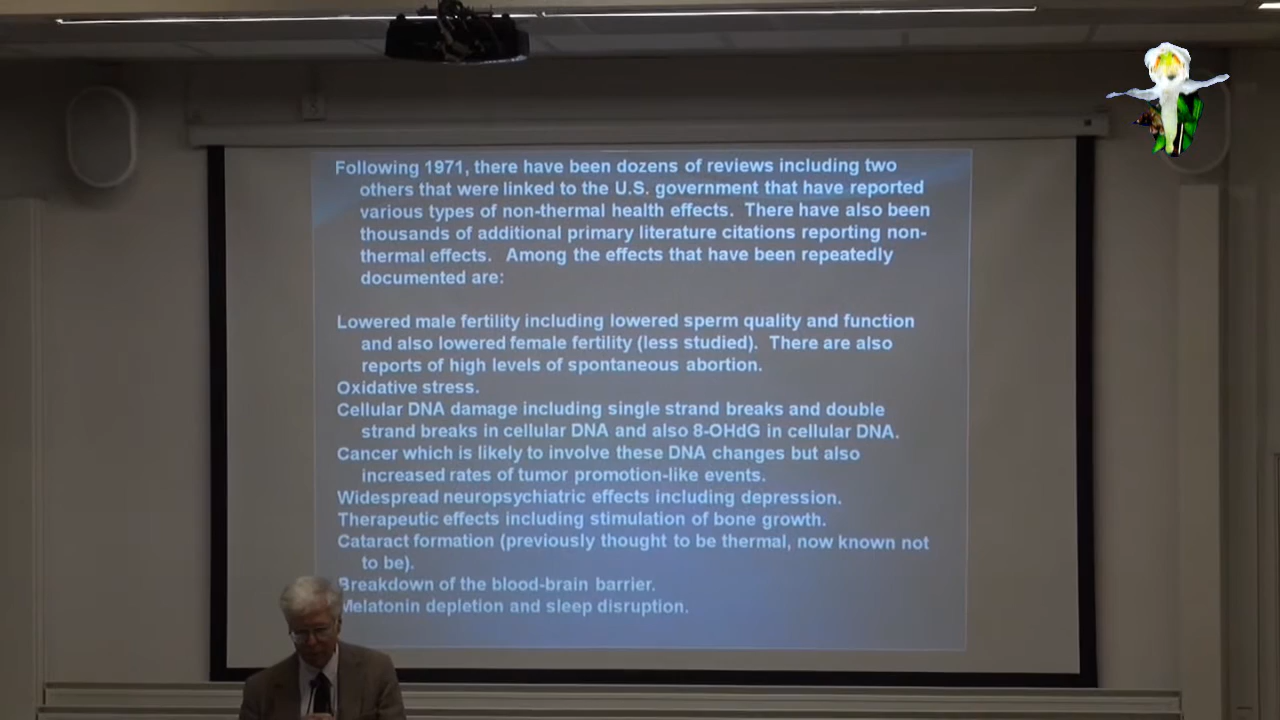 Following 1971, there have been dozens of reviews including two
others that were linked to the U.S. government that have reported
various types of non-thermal health effects.  There have also been
thousands of additional primary literature citations reporting non-
thermal effects.  Among the effects that have been repeatedly
documented are:
Lowered male fertility including lowered sperm quality and function
and also lowered female fertility (less studied).  There are also
reports of high levels of spontaneous abortion.
Oxidative stress.
Cellular DNA damage including single strand breaks and double
strand breaks in cellular DNA and also 8-OHdG in cellular DNA.
Cancer which is likely to involve these DNA changes but also
increased rates of tumor promotion-like events.
Widespread neuropsychiatric effects including depression.
Therapeutic effects including stimulation of bone growth.
Cataract formation (previously thought to be thermal, now known not
to be).
Breakdown of the blood-brain barrier.
Melatonin depletion and sleep disruption.